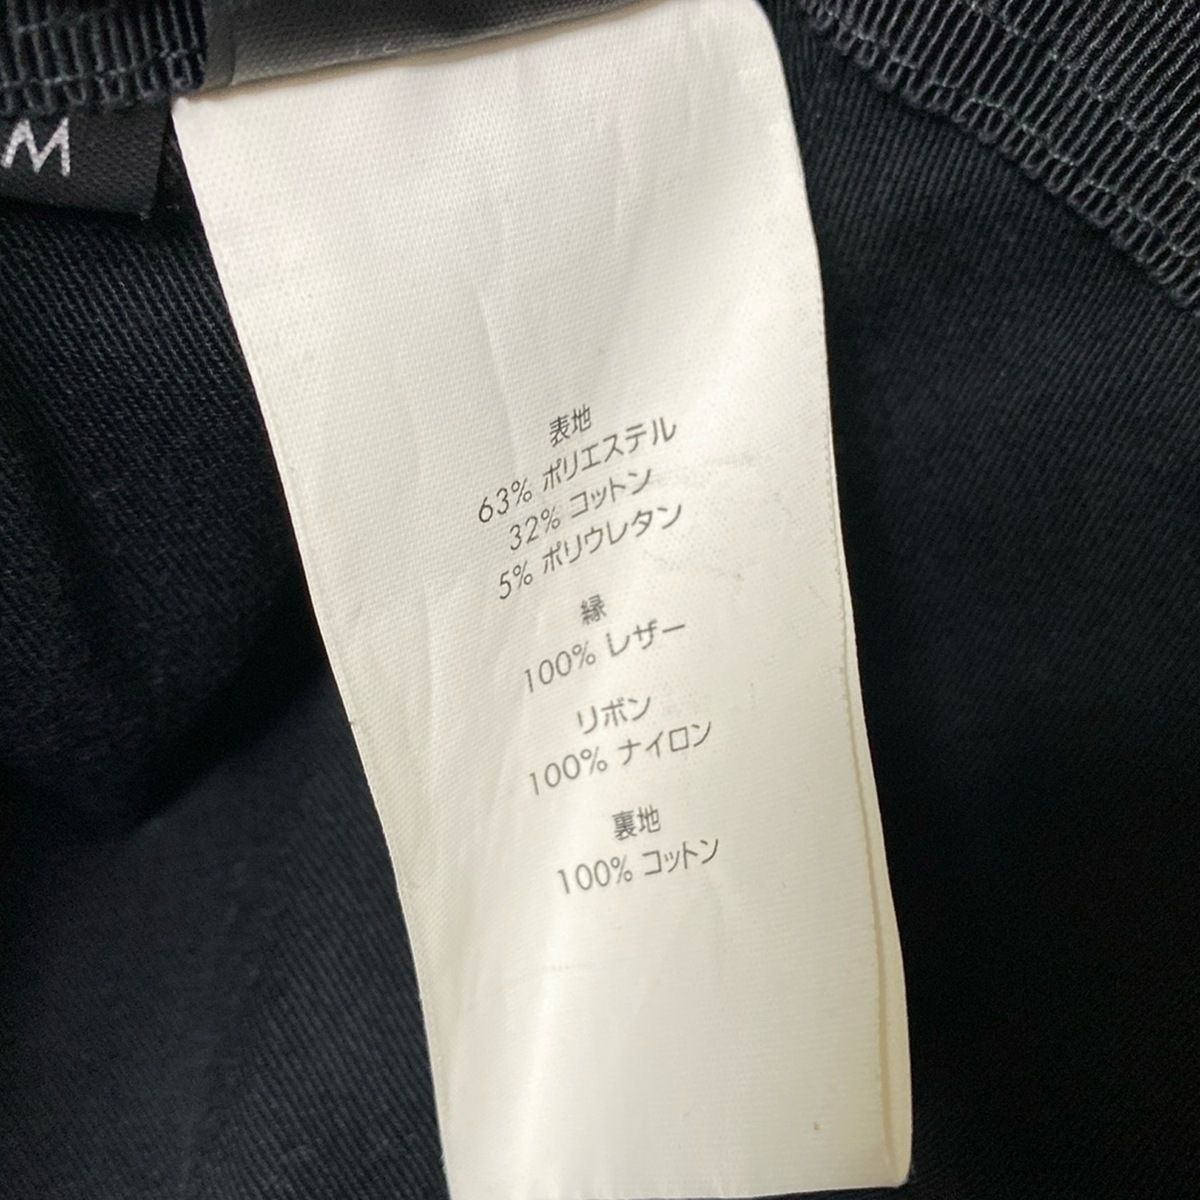 M
表地
63% ポリエステル
32% コットン
5% ポリウレタン
縁
100% レザー
リボン
100% ナイロン
裏地
100% コットン